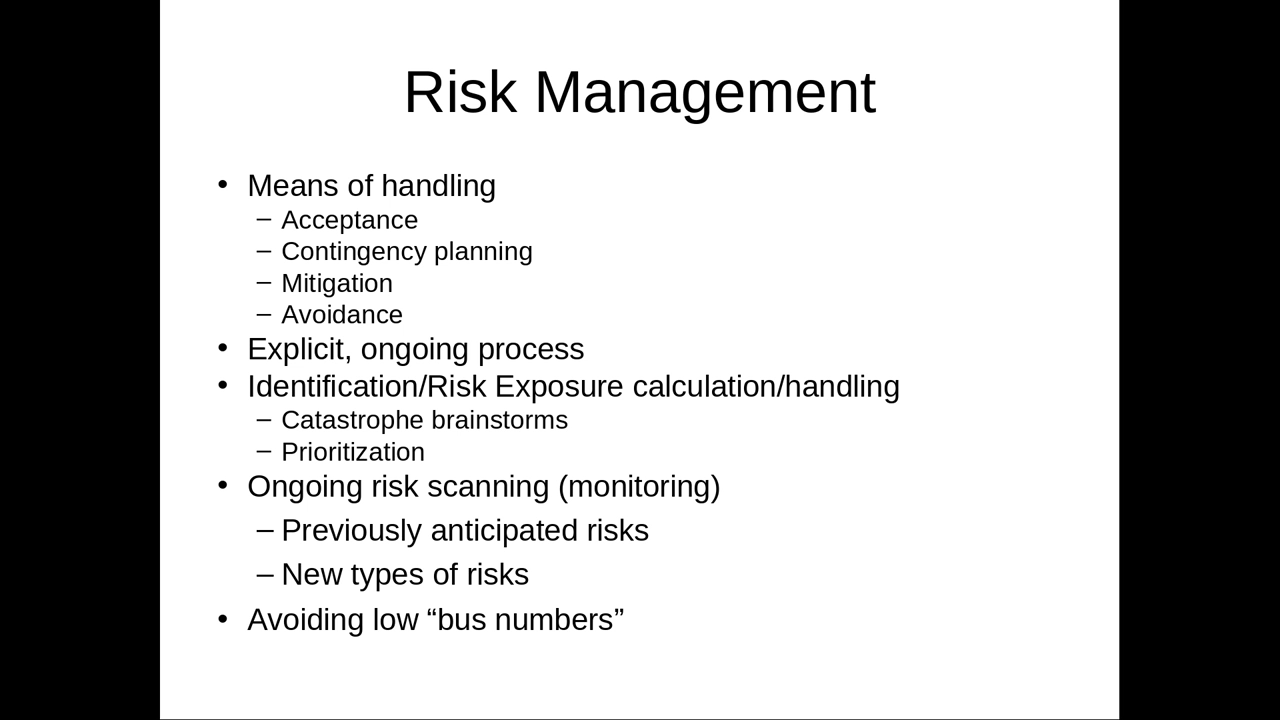 Risk Management
• Means of handling
– Acceptance
– Contingency planning
– Mitigation
– Avoidance
• Explicit, ongoing process
• Identification/Risk Exposure calculation/handling
– Catastrophe brainstorms
– Prioritization
• Ongoing risk scanning (monitoring)
– Previously anticipated risks
– New types of risks
• Avoiding low “bus numbers”